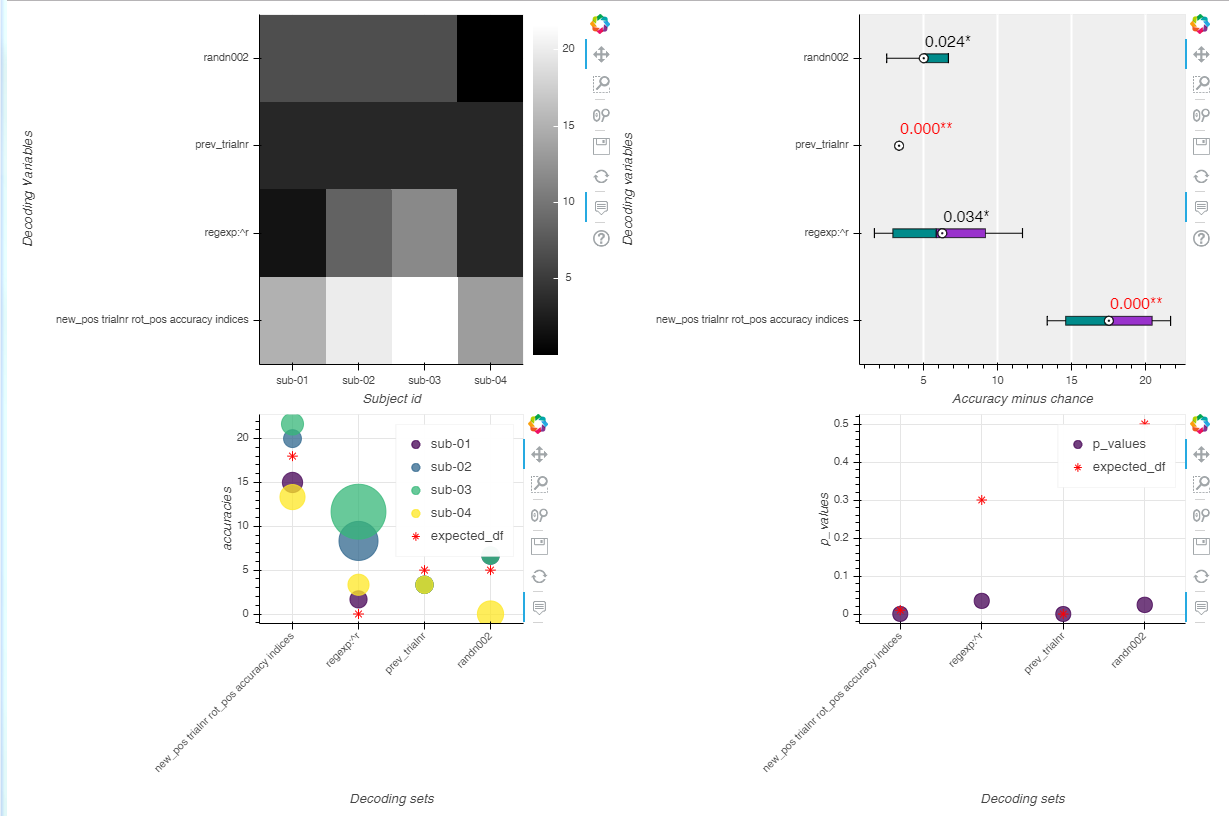 randn002
prev_trialnr
regexp:^r
new_pos trialnr rot_pos accuracy indices
Decoding Variables
sub-01
sub-02
sub-03
sub-04
Subject id
20
15
10
5
randn002
prev_trialnr
regexp:^r
new_pos trialnr rot_pos accuracy indices
Decoding variables
0.024*
0.000**
0.034*
0.000**
5
10
15
20
Accuracy minus chance
20
15
10
5
0
accuracies
sub-01
sub-02
sub-03
sub-04
expected_df
new_pos trialnr rot_pos accuracy indices
regexp:^r
prev_trialnr
randn002
Decoding sets
0.5
0.4
0.3
0.2
0.1
0
p_values
p_values
expected_df
new_pos trialnr rot_pos accuracy indices
regexp:^r
prev_trialnr
randn002
Decoding sets